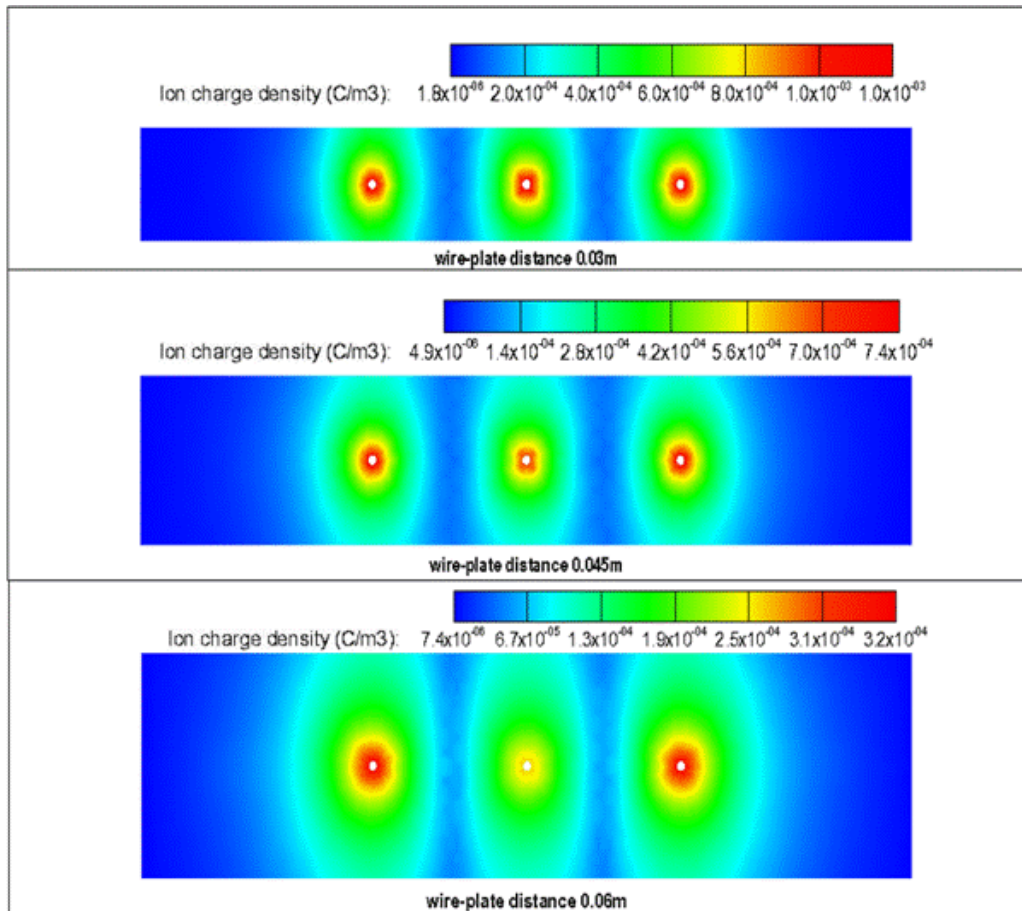 Ion charge density (C/m3): 1.8x10⁻⁰⁶ 2.0x10⁻⁰⁴ 4.0x10⁻⁰⁴ 6.0x10⁻⁰⁴ 8.0x10⁻⁰⁴ 1.0x10⁻⁰³ 1.0x10⁻⁰³
wire-plate distance 0.03m
Ion charge density (C/m3): 4.9x10⁻⁰⁶ 1.4x10⁻⁰⁴ 2.8x10⁻⁰⁴ 4.2x10⁻⁰⁴ 5.6x10⁻⁰⁴ 7.0x10⁻⁰⁴ 7.4x10⁻⁰⁴
wire-plate distance 0.045m
Ion charge density (C/m3): 7.4x10⁻⁰⁶ 6.7x10⁻⁰⁵ 1.3x10⁻⁰⁴ 1.9x10⁻⁰⁴ 2.5x10⁻⁰⁴ 3.1x10⁻⁰⁴ 3.2x10⁻⁰⁴
wire-plate distance 0.06m